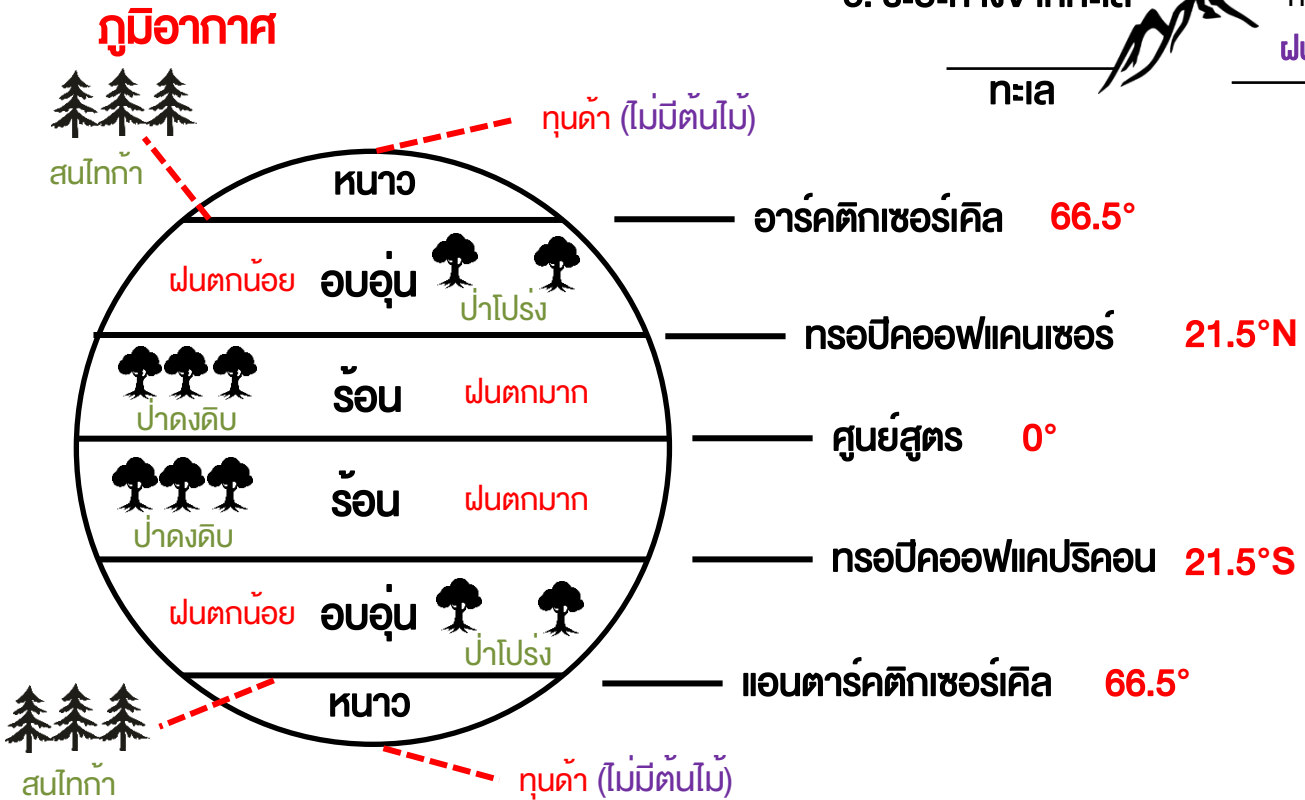 ภูมิอากาศ
ทะเล
ทุนด้า (ไม่มีต้นไม้)
สนไทก้า
หนาว
อาร์คติกเซอร์เคิล 66.5°
ฝนตกน้อย อบอุ่น
ป่าโปร่ง
ทรอปิคออฟแคนเซอร์ 21.5°N
ร้อน ฝนตกมาก
ป่าดงดิบ
ศูนย์สูตร 0°
ร้อน ฝนตกมาก
ป่าดงดิบ
ทรอปิคออฟแคปริคอน 21.5°S
ฝนตกน้อย อบอุ่น
ป่าโปร่ง
แอนตาร์คติกเซอร์เคิล 66.5°
หนาว
สนไทก้า
ทุนด้า (ไม่มีต้นไม้)